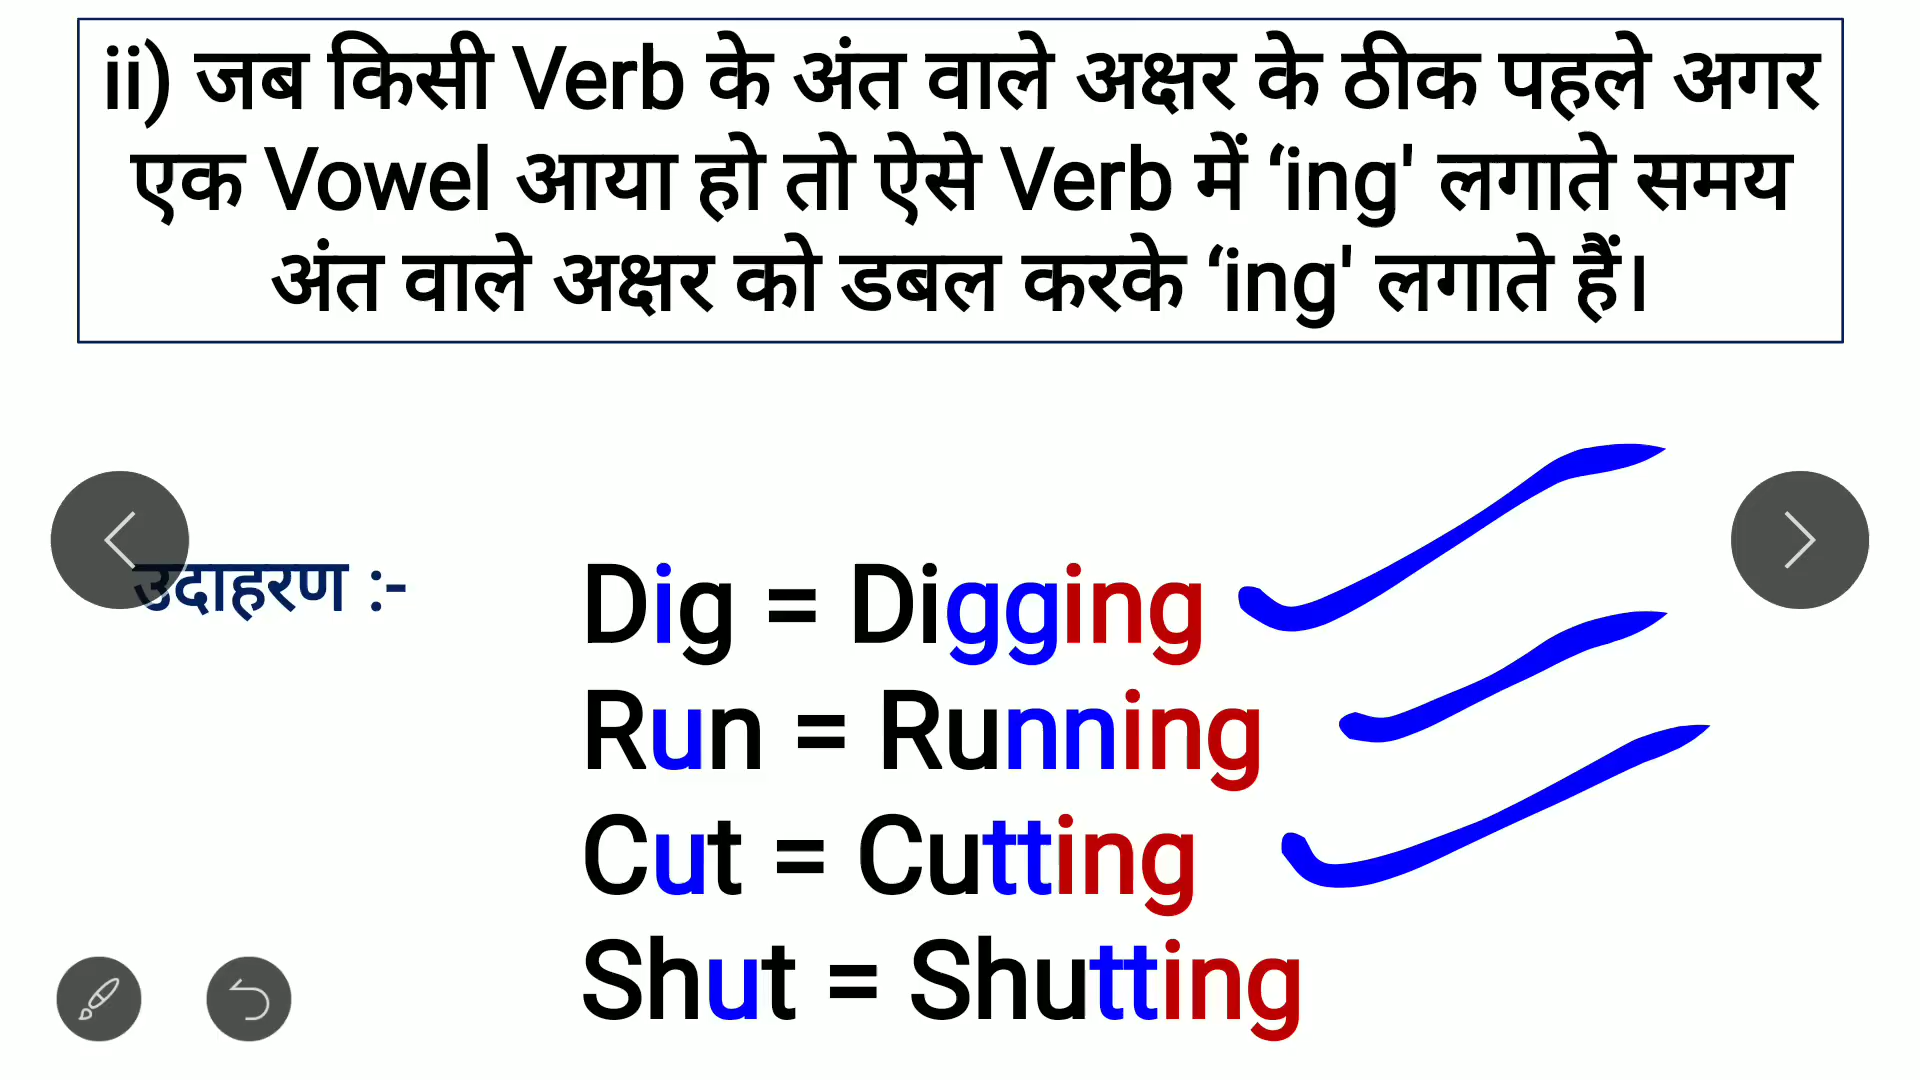 ii) जब किसी Verb के अंत वाले अक्षर के ठीक पहले अगर
एक Vowel आया हो तो ऐसे Verb में ‘ing' लगाते समय
अंत वाले अक्षर को डबल करके ‘ing' लगाते हैं।
उदाहरण :-
Dig = Digging
Run = Running
Cut = Cutting
Shut = Shutting